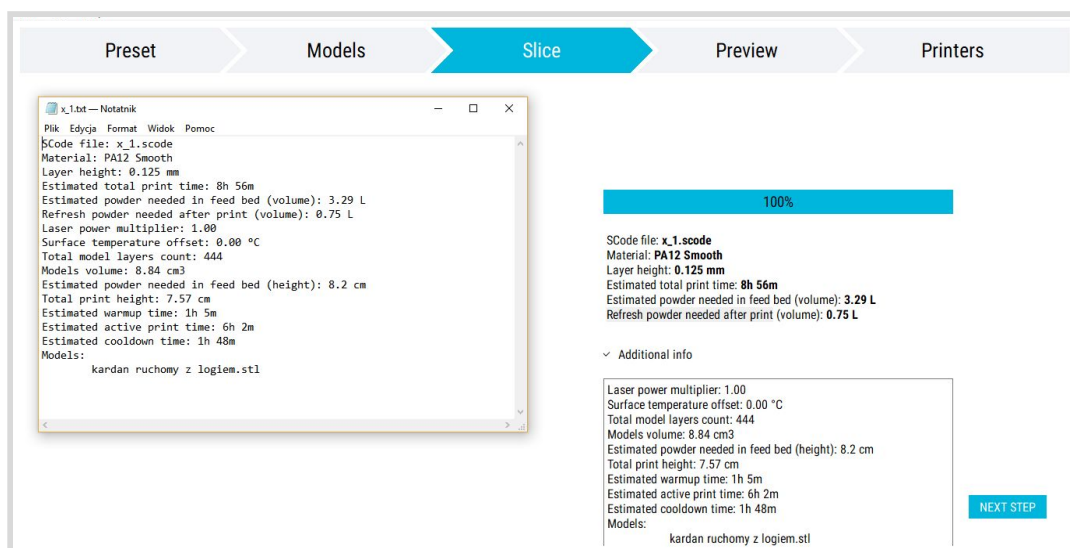 Preset
Models
Slice
Preview
Printers
x_1.txt — Notatnik
Plik Edycja Format Widok Pomoc
SCode file: x_1.scode
Material: PA12 Smooth
Layer height: 0.125 mm
Estimated total print time: 8h 56m
Estimated powder needed in feed bed (volume): 3.29 L
Refresh powder needed after print (volume): 0.75 L
Laser power multiplier: 1.00
Surface temperature offset: 0.00 °C
Total model layers count: 444
Models volume: 8.84 cm3
Estimated powder needed in feed bed (height): 8.2 cm
Total print height: 7.57 cm
Estimated warmup time: 1h 5m
Estimated active print time: 6h 2m
Estimated cooldown time: 1h 48m
Models:
kardan ruchomy z logiem.stl
100%
SCode file: x_1.scode
Material: PA12 Smooth
Layer height: 0.125 mm
Estimated total print time: 8h 56m
Estimated powder needed in feed bed (volume): 3.29 L
Refresh powder needed after print (volume): 0.75 L
Additional info
Laser power multiplier: 1.00
Surface temperature offset: 0.00 °C
Total model layers count: 444
Models volume: 8.84 cm3
Estimated powder needed in feed bed (height): 8.2 cm
Total print height: 7.57 cm
Estimated warmup time: 1h 5m
Estimated active print time: 6h 2m
Estimated cooldown time: 1h 48m
Models:
kardan ruchomy z logiem.stl
NEXT STEP